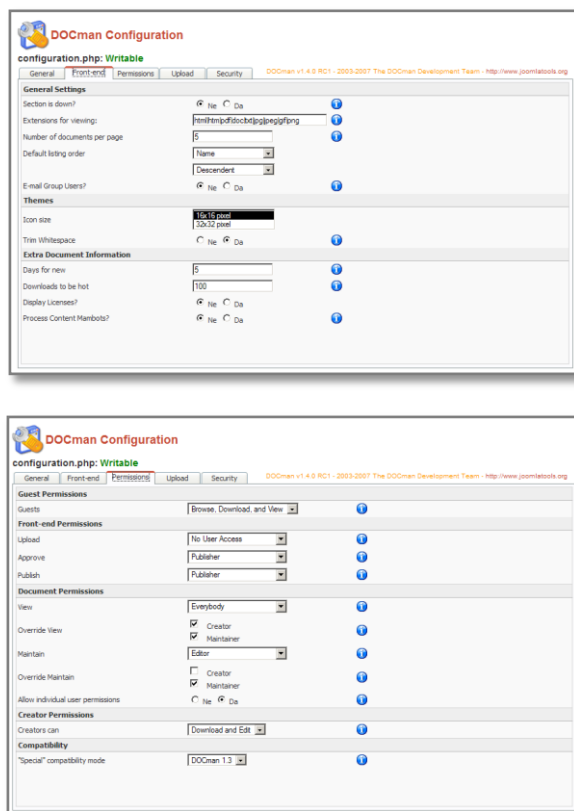 DOCman Configuration
configuration.php: Writable
General Front-end Permissions Upload Security DOCman v1.4.0 RC1 - 2003-2007 The DOCman Development Team - http://www.joomlatools.org
General Settings
Section is down? Ne Da
Extensions for viewing: html|htm|pdf|doc|txt|jpg|jpeg|gif|png
Number of documents per page 5
Default listing order Name
Descendent
E-mail Group Users? Ne Da
Themes
Icon size 16x16 pixel
32x32 pixel
Trim Whitespace Ne Da
Extra Document Information
Days for new 5
Downloads to be hot 100
Display Licenses? Ne Da
Process Content Mambots? Ne Da
DOCman Configuration
configuration.php: Writable
General Front-end Permissions Upload Security DOCman v1.4.0 RC1 - 2003-2007 The DOCman Development Team - http://www.joomlatools.org
Guest Permissions
Guests Browse, Download, and View
Front-end Permissions
Upload No User Access
Approve Publisher
Publish Publisher
Document Permissions
View Everybody
Override View Creator
Maintainer
Maintain Editor
Override Maintain Creator
Maintainer
Allow individual user permissions Ne Da
Creator Permissions
Creators can Download and Edit
Compatibility
"Special" compatibility mode DOCman 1.3